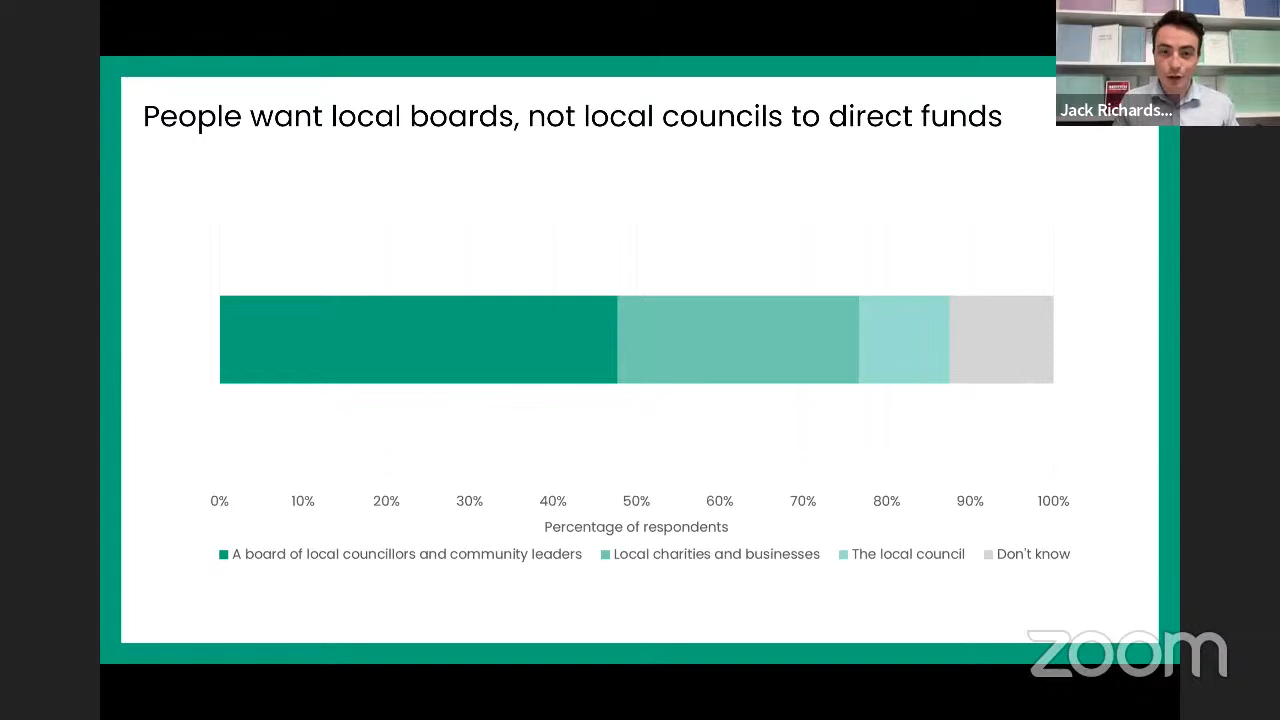 People want local boards, not local councils to direct funds
Jack Richards...
0% 10% 20% 30% 40% 50% 60% 70% 80% 90% 100%
Percentage of respondents
A board of local councillors and community leaders Local charities and businesses The local council Don't know
zoom